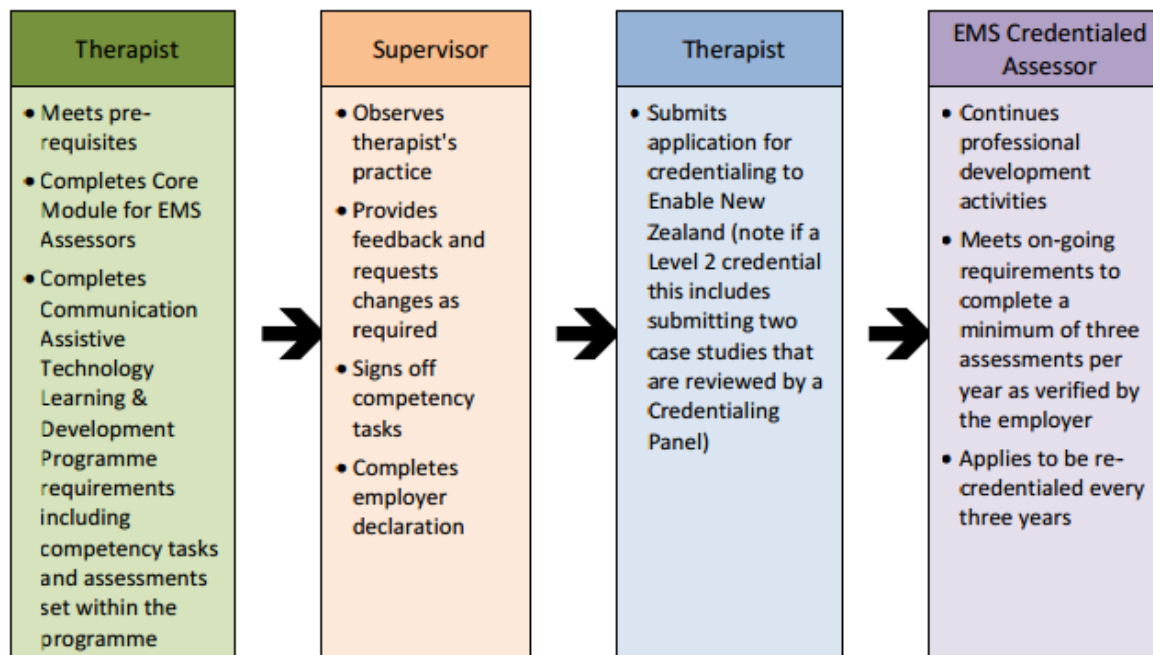 Therapist
• Meets pre-
requisites
• Completes Core
Module for EMS
Assessors
• Completes
Communication
Assistive
Technology
Learning &
Development
Programme
requirements
including
competency tasks
and assessments
set within the
programme
Supervisor
• Observes
therapist's
practice
• Provides
feedback and
requests
changes as
required
• Signs off
competency
tasks
• Completes
employer
declaration
Therapist
• Submits
application for
credentialing to
Enable New
Zealand (note if a
Level 2 credential
this includes
submitting two
case studies that
are reviewed by a
Credentialing
Panel)
EMS Credentialed
Assessor
• Continues
professional
development
activities
• Meets on-going
requirements to
complete a
minimum of three
assessments per
year as verified by
the employer
• Applies to be re-
credentialed every
three years